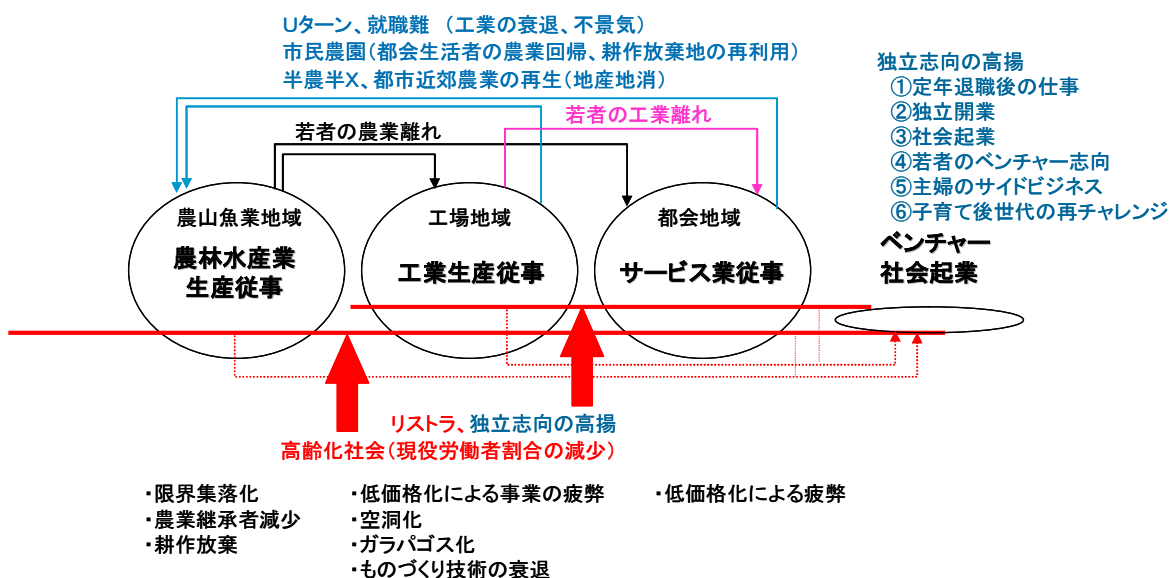 Uターン、就職難 (工業の衰退、不景気)
市民農園(都会生活者の農業回帰、耕作放棄地の再利用)
半農半X、都市近郊農業の再生(地産地消)
独立志向の高揚
①定年退職後の仕事
②独立開業
③社会起業
④若者のベンチャー志向
⑤主婦のサイドビジネス
⑥子育て後世代の再チャレンジ
若者の農業離れ
若者の工業離れ
農山魚業地域
農林水産業
生産従事
工場地域
工業生産従事
都会地域
サービス業従事
ベンチャー
社会起業
リストラ、独立志向の高揚
高齢化社会(現役労働者割合の減少)
・限界集落化
・農業継承者減少
・耕作放棄
・低価格化による事業の疲弊
・空洞化
・ガラパゴス化
・ものづくり技術の衰退
・低価格化による疲弊